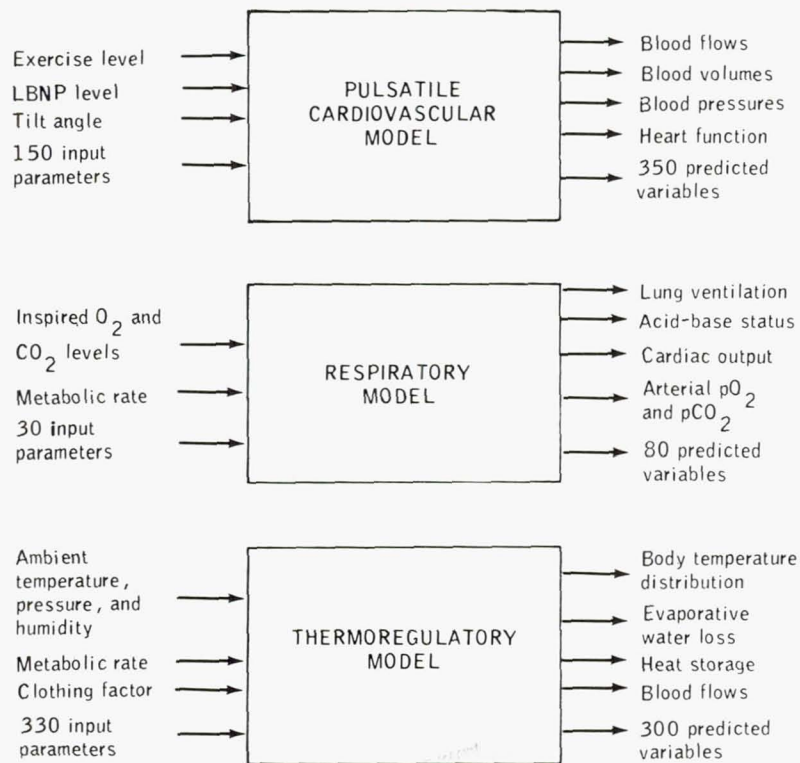 Exercise level
LBNP level
Tilt angle
150 input
parameters
PULSATILE
CARDIOVASCULAR
MODEL
Blood flows
Blood volumes
Blood pressures
Heart function
350 predicted
variables
Inspired O2 and
CO2 levels
Metabolic rate
30 input
parameters
RESPIRATORY
MODEL
Lung ventilation
Acid-base status
Cardiac output
Arterial pO2
and pCO2
80 predicted
variables
Ambient
temperature,
pressure, and
humidity
Metabolic rate
Clothing factor
330 input
parameters
THERMOREGULATORY
MODEL
Body temperature
distribution
Evaporative
water loss
Heat storage
Blood flows
300 predicted
variables